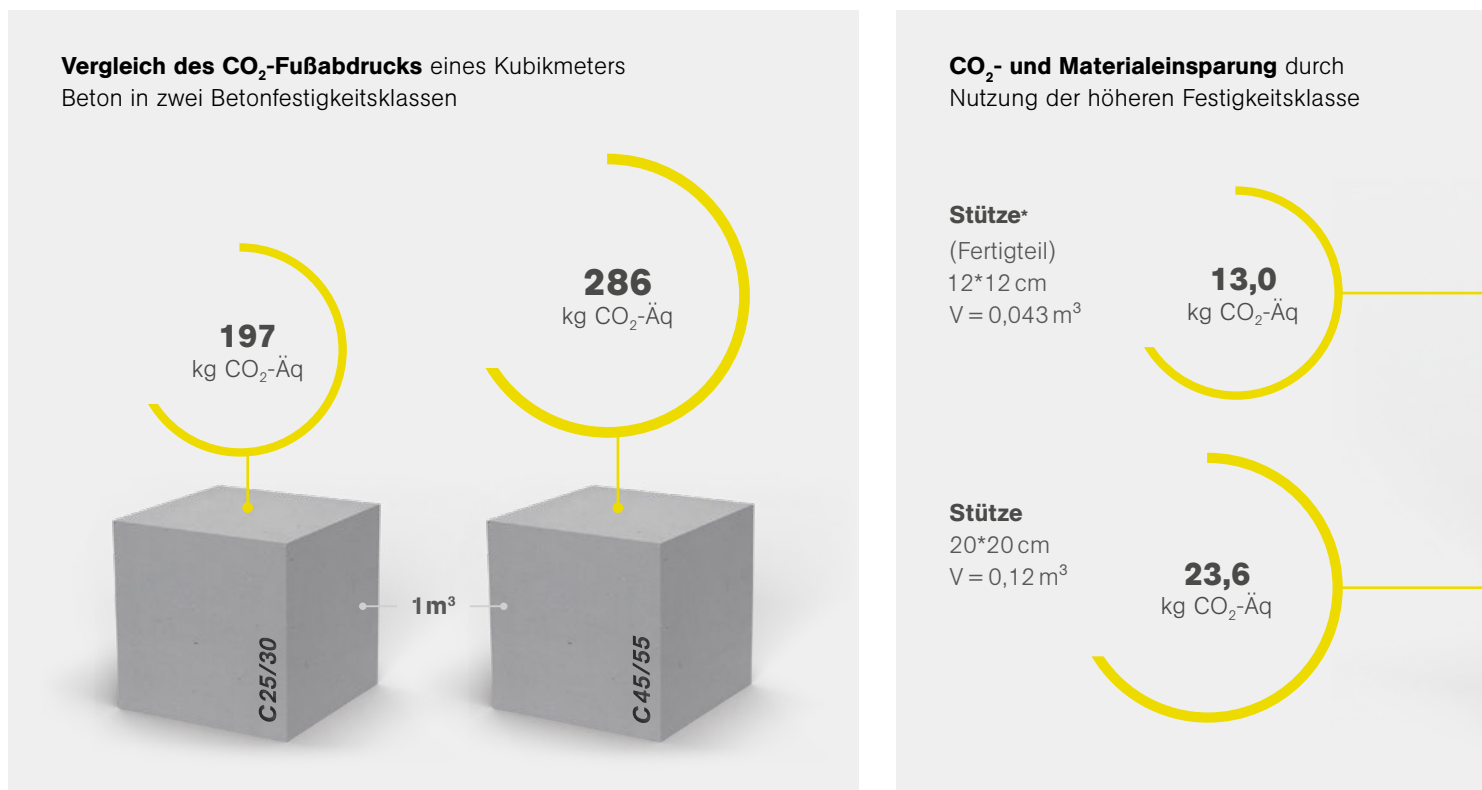 Vergleich des CO₂-Fußabdrucks eines Kubikmeters
Beton in zwei Betonfestigkeitsklassen
197
kg CO₂-Äq
286
kg CO₂-Äq
1 m³
C25/30
C45/55
CO₂- und Materialeinsparung durch
Nutzung der höheren Festigkeitsklasse
Stütze*
(Fertigteil)
12*12 cm
V = 0,043 m³
13,0
kg CO₂-Äq
Stütze
20*20 cm
V = 0,12 m³
23,6
kg CO₂-Äq